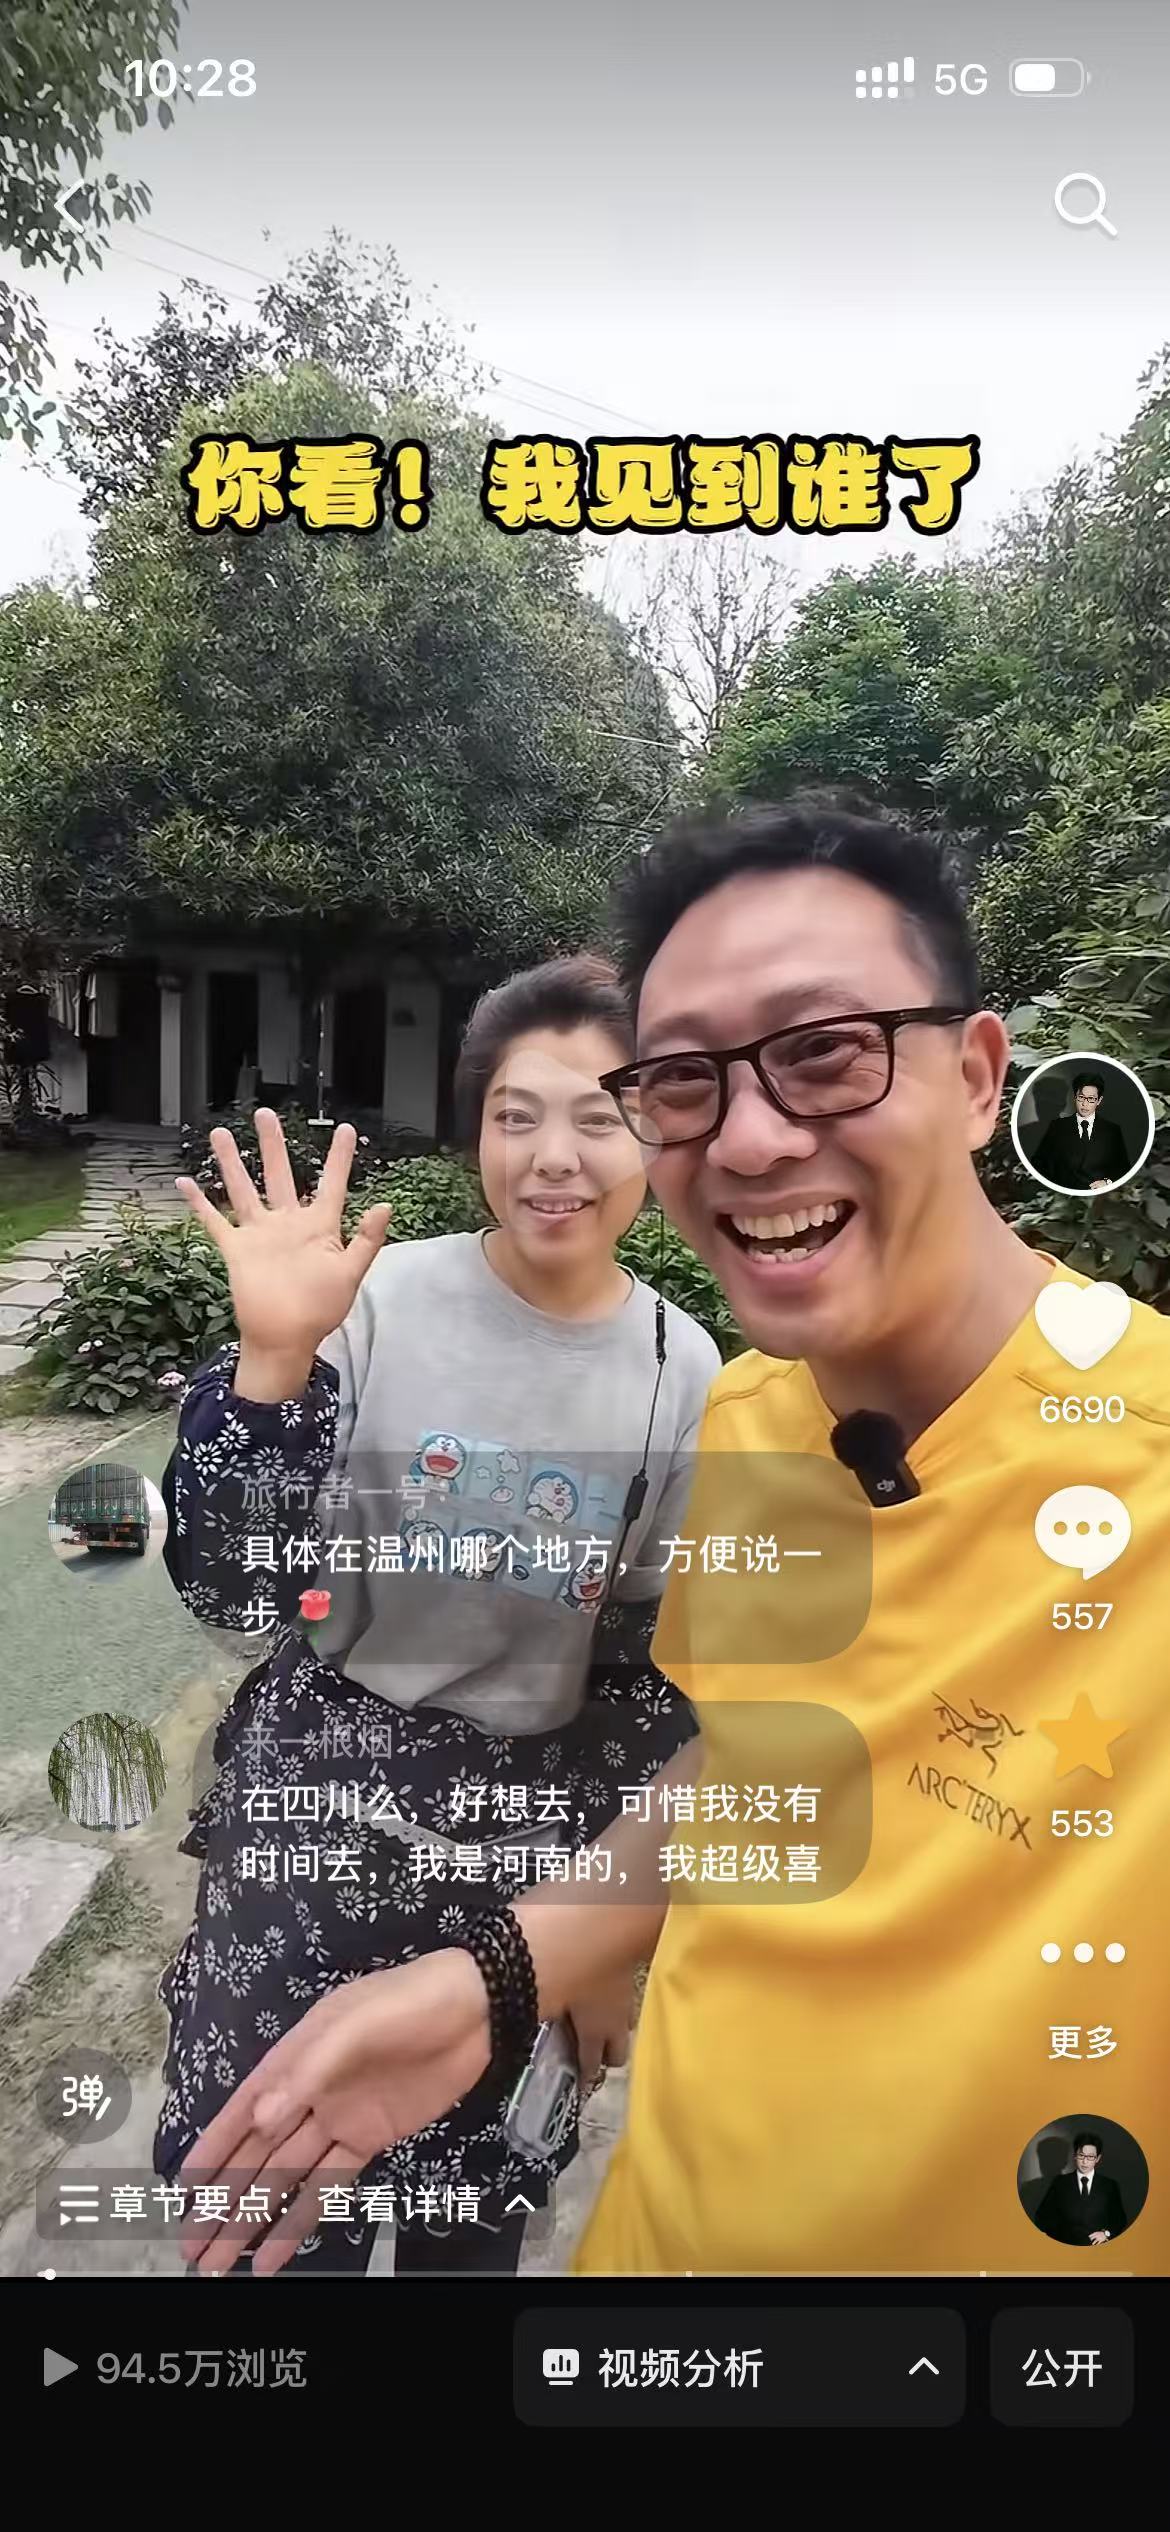 10:28
5G
你看！我见到谁了
6690
旅行者一号：
具体在温州哪个地方，方便说一
步🌹
557
来一根烟
在四川么，好想去，可惜我没有
时间去，我是河南的，我超级喜
ARC'TERYX
553
更多
弹
章节要点：查看详情
94.5万浏览
视频分析
公开